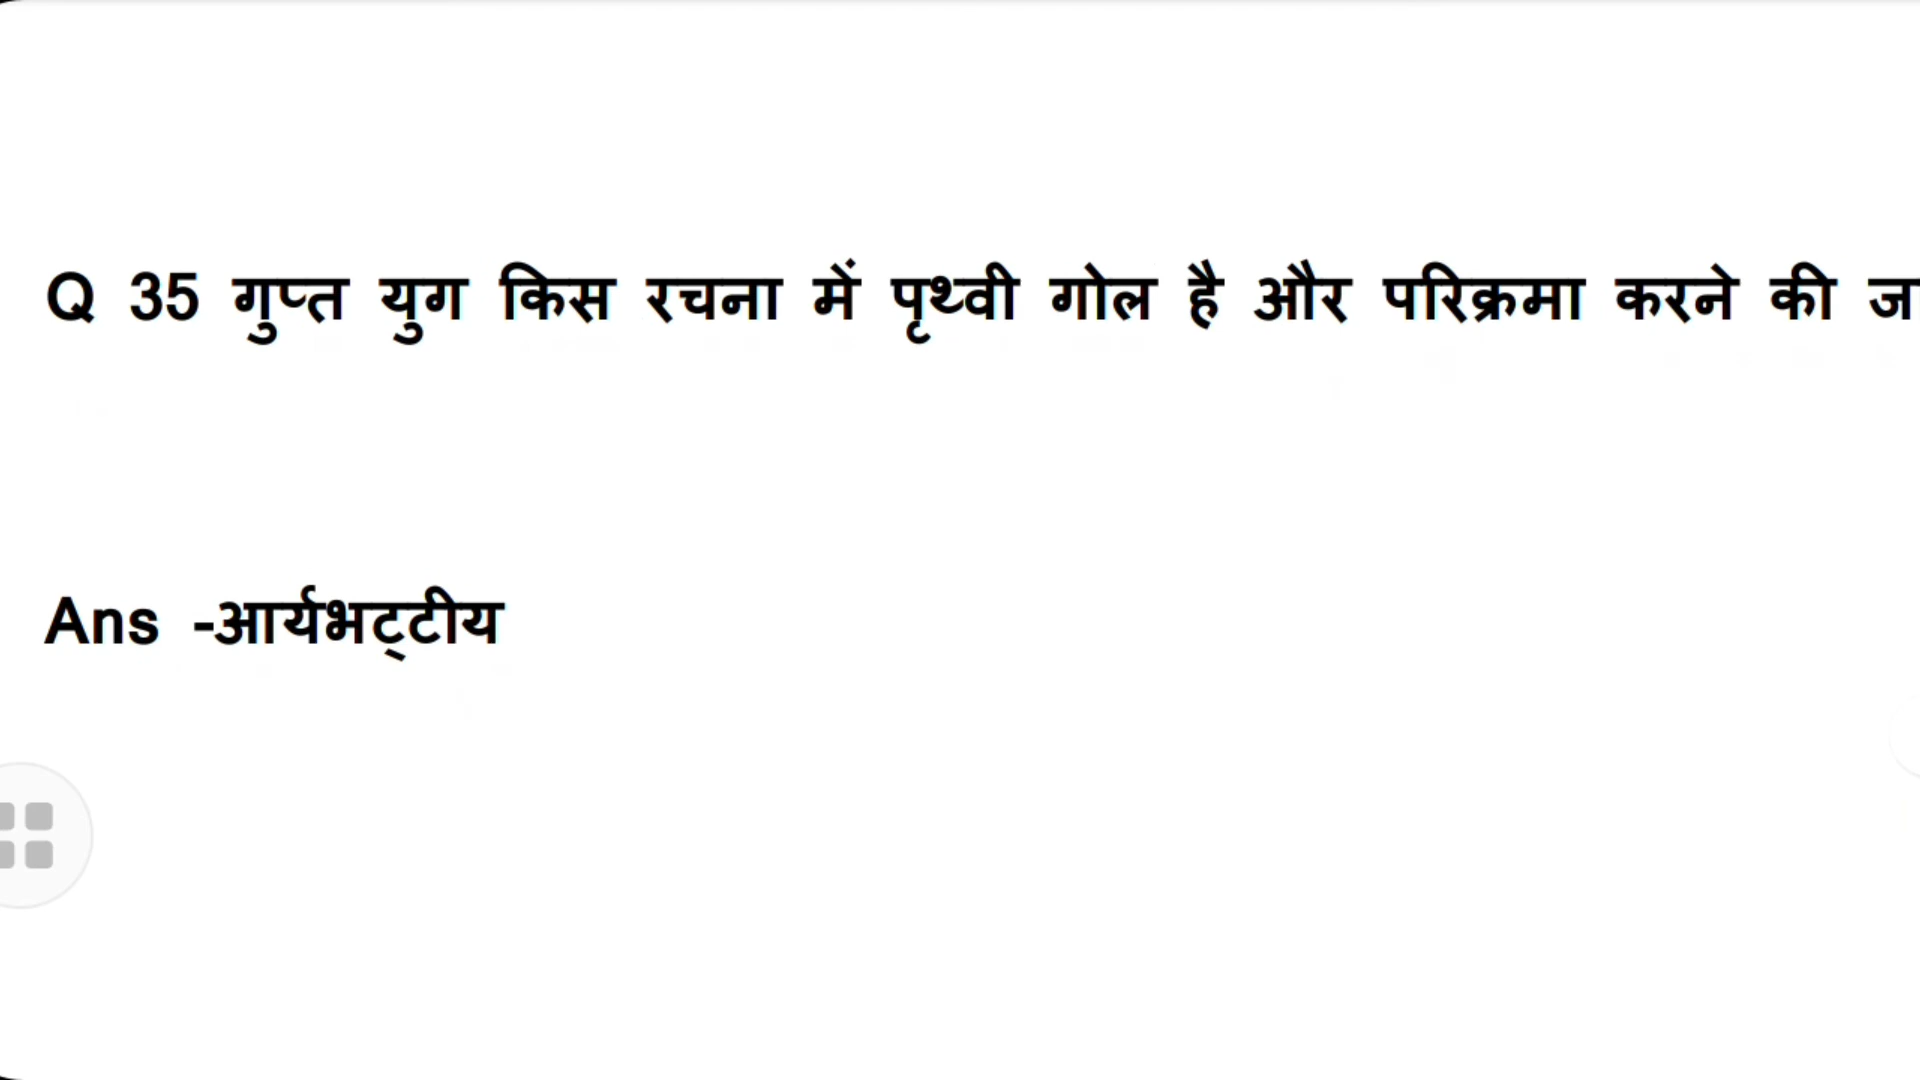 Q 35 गुप्त युग किस रचना में पृथ्वी गोल है और परिक्रमा करने की
Ans -आर्यभट्‌टीय